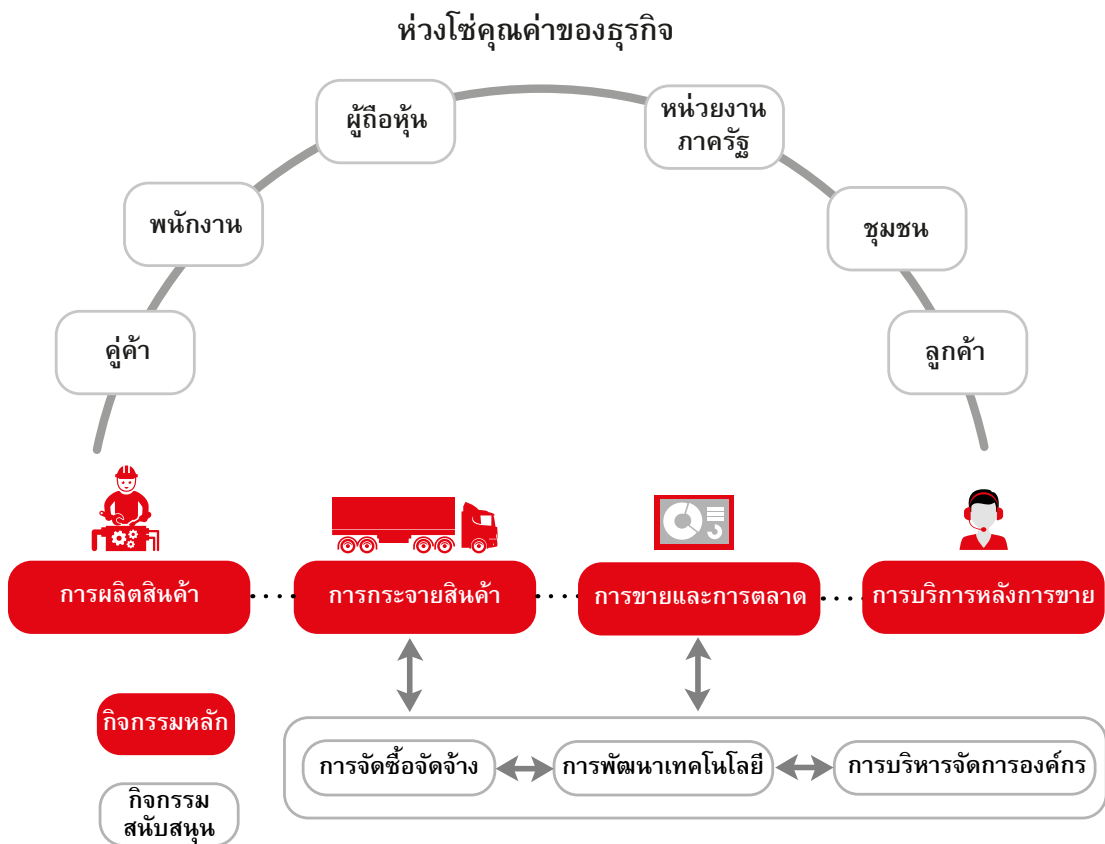 ห่วงโซ่คุณค่าของธุรกิจ
ผู้ถือหุ้น
หน่วยงาน
ภาครัฐ
พนักงาน
ชุมชน
คู่ค้า
ลูกค้า
การผลิตสินค้า
การกระจายสินค้า
การขายและการตลาด
การบริการหลังการขาย
กิจกรรมหลัก
การจัดซื้อจัดจ้าง
การพัฒนาเทคโนโลยี
การบริหารจัดการองค์กร
กิจกรรม
สนับสนุน